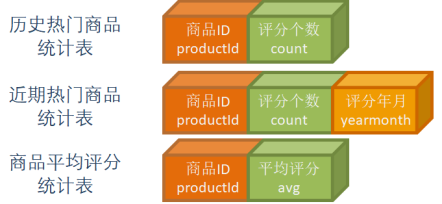 历史热门商品
统计表
商品ID
productId
评分个数
count
近期热门商品
统计表
商品ID
productId
评分个数
count
评分年月
yearmonth
商品平均评分
统计表
商品ID
productId
平均评分
avg